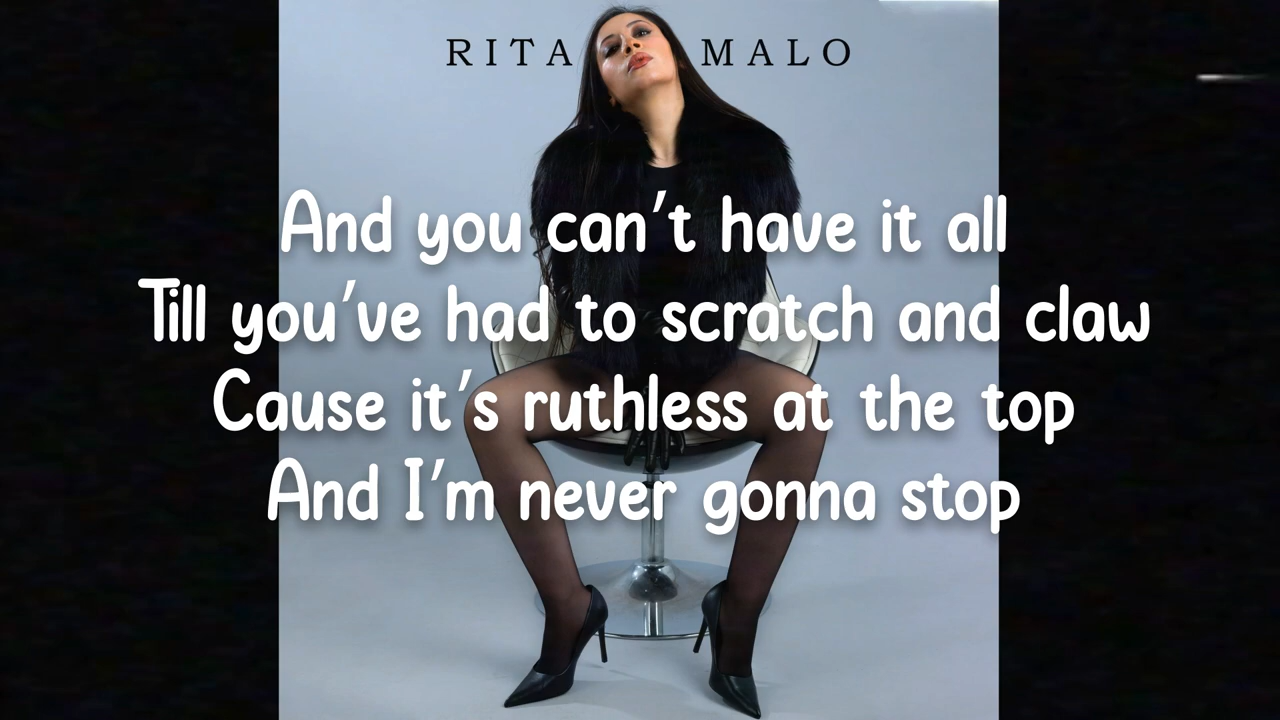 RITA MALO
And you can't have it all
Till you've had to scratch and claw
Cause it's ruthless at the top
And I'm never gonna stop